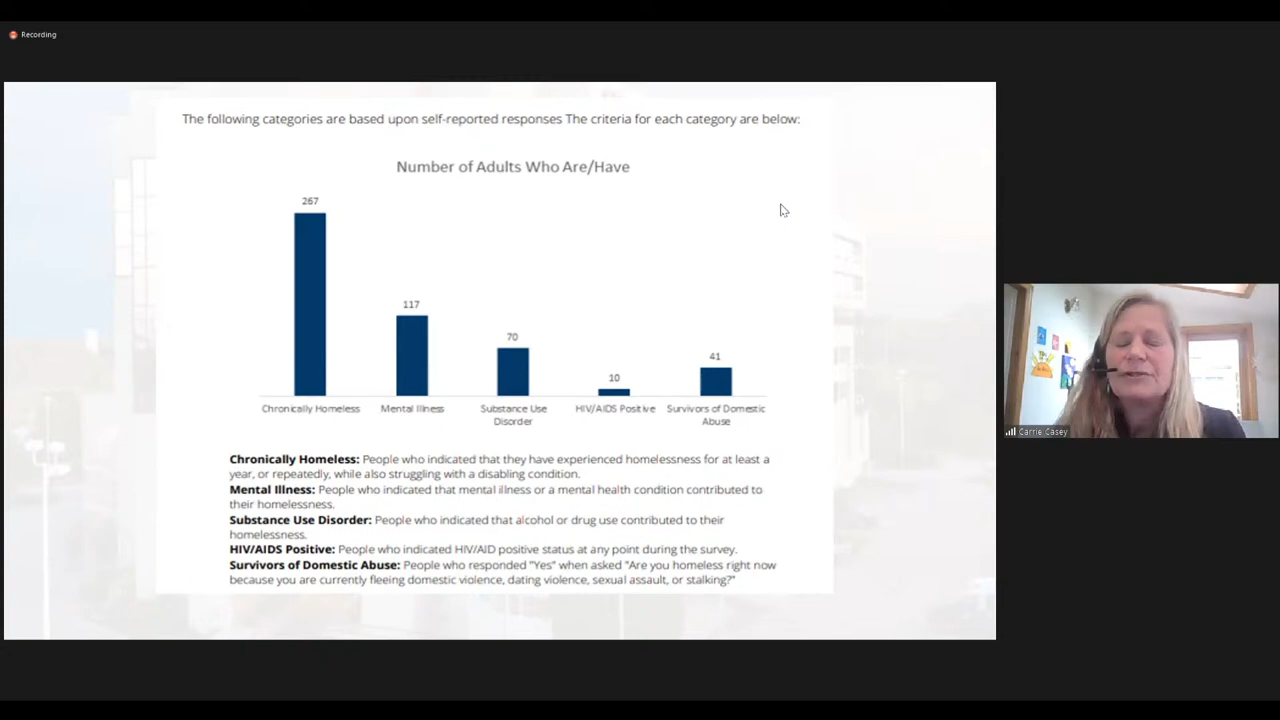 Recording
The following categories are based upon self-reported responses The criteria for each category are below:
Number of Adults Who Are/Have
267
117
70
10
41
Chronically Homeless
Mental Illness
Substance Use
Disorder
HIV/AIDS Positive
Survivors of Domestic
Abuse
Chronically Homeless: People who indicated that they have experienced homelessness for at least a
year, or repeatedly, while also struggling with a disabling condition.
Mental Illness: People who indicated that mental illness or a mental health condition contributed to
their homelessness.
Substance Use Disorder: People who indicated that alcohol or drug use contributed to their
homelessness.
HIV/AIDS Positive: People who indicated HIV/AID positive status at any point during the survey.
Survivors of Domestic Abuse: People who responded "Yes" when asked "Are you homeless right now
because you are currently fleeing domestic violence, dating violence, sexual assault, or stalking?"
Carrie Casey